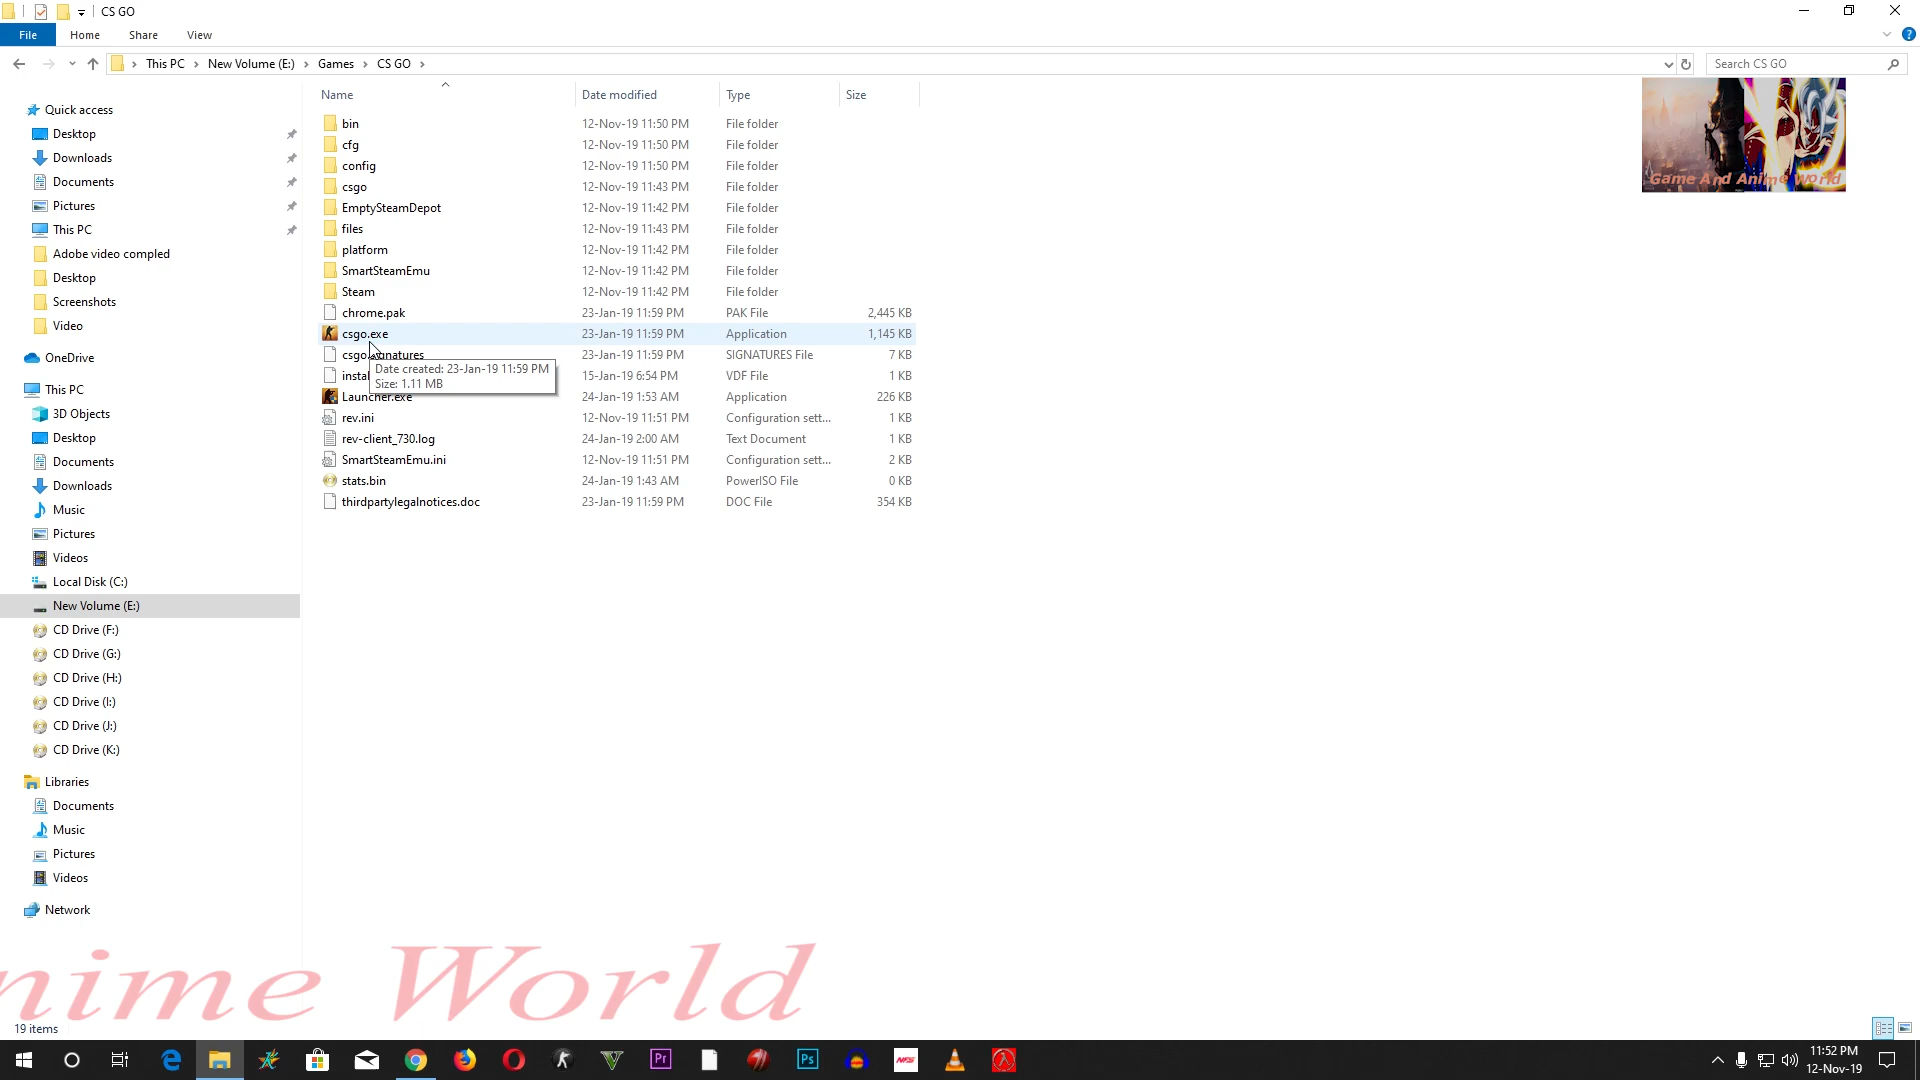 CS GO
File Home Share View
This PC New Volume (E:) Games CS GO
Search CS GO
Name Date modified Type Size
Quick access
Desktop
Downloads
Documents
Pictures
This PC
Adobe video compled
Desktop
Screenshots
Video
OneDrive
This PC
3D Objects
Desktop
Documents
Downloads
Music
Pictures
Videos
Local Disk (C:)
New Volume (E:)
CD Drive (F:)
CD Drive (G:)
CD Drive (H:)
CD Drive (I:)
CD Drive (J:)
CD Drive (K:)
Libraries
Documents
Music
Pictures
Videos
Network
bin 12-Nov-19 11:50 PM File folder
cfg 12-Nov-19 11:50 PM File folder
config 12-Nov-19 11:50 PM File folder
csgo 12-Nov-19 11:43 PM File folder
EmptySteamDepot 12-Nov-19 11:42 PM File folder
files 12-Nov-19 11:43 PM File folder
platform 12-Nov-19 11:42 PM File folder
SmartSteamEmu 12-Nov-19 11:42 PM File folder
Steam 12-Nov-19 11:42 PM File folder
chrome.pak 23-Jan-19 11:59 PM PAK File 2,445 KB
csgo.exe 23-Jan-19 11:59 PM Application 1,145 KB
csgo.signatures 23-Jan-19 11:59 PM SIGNATURES File 7 KB
Date created: 23-Jan-19 11:59 PM
Size: 1.11 MB
instal 15-Jan-19 6:54 PM VDF File 1 KB
Launcher.exe 24-Jan-19 1:53 AM Application 226 KB
rev.ini 12-Nov-19 11:51 PM Configuration sett... 1 KB
rev-client_730.log 24-Jan-19 2:00 AM Text Document 1 KB
SmartSteamEmu.ini 12-Nov-19 11:51 PM Configuration sett... 2 KB
stats.bin 24-Jan-19 1:43 AM PowerISO File 0 KB
thirdpartylegalnotices.doc 23-Jan-19 11:59 PM DOC File 354 KB
Game And Anime World
nime World
19 items
Pr
Ps
NFS
11:52 PM
12-Nov-19